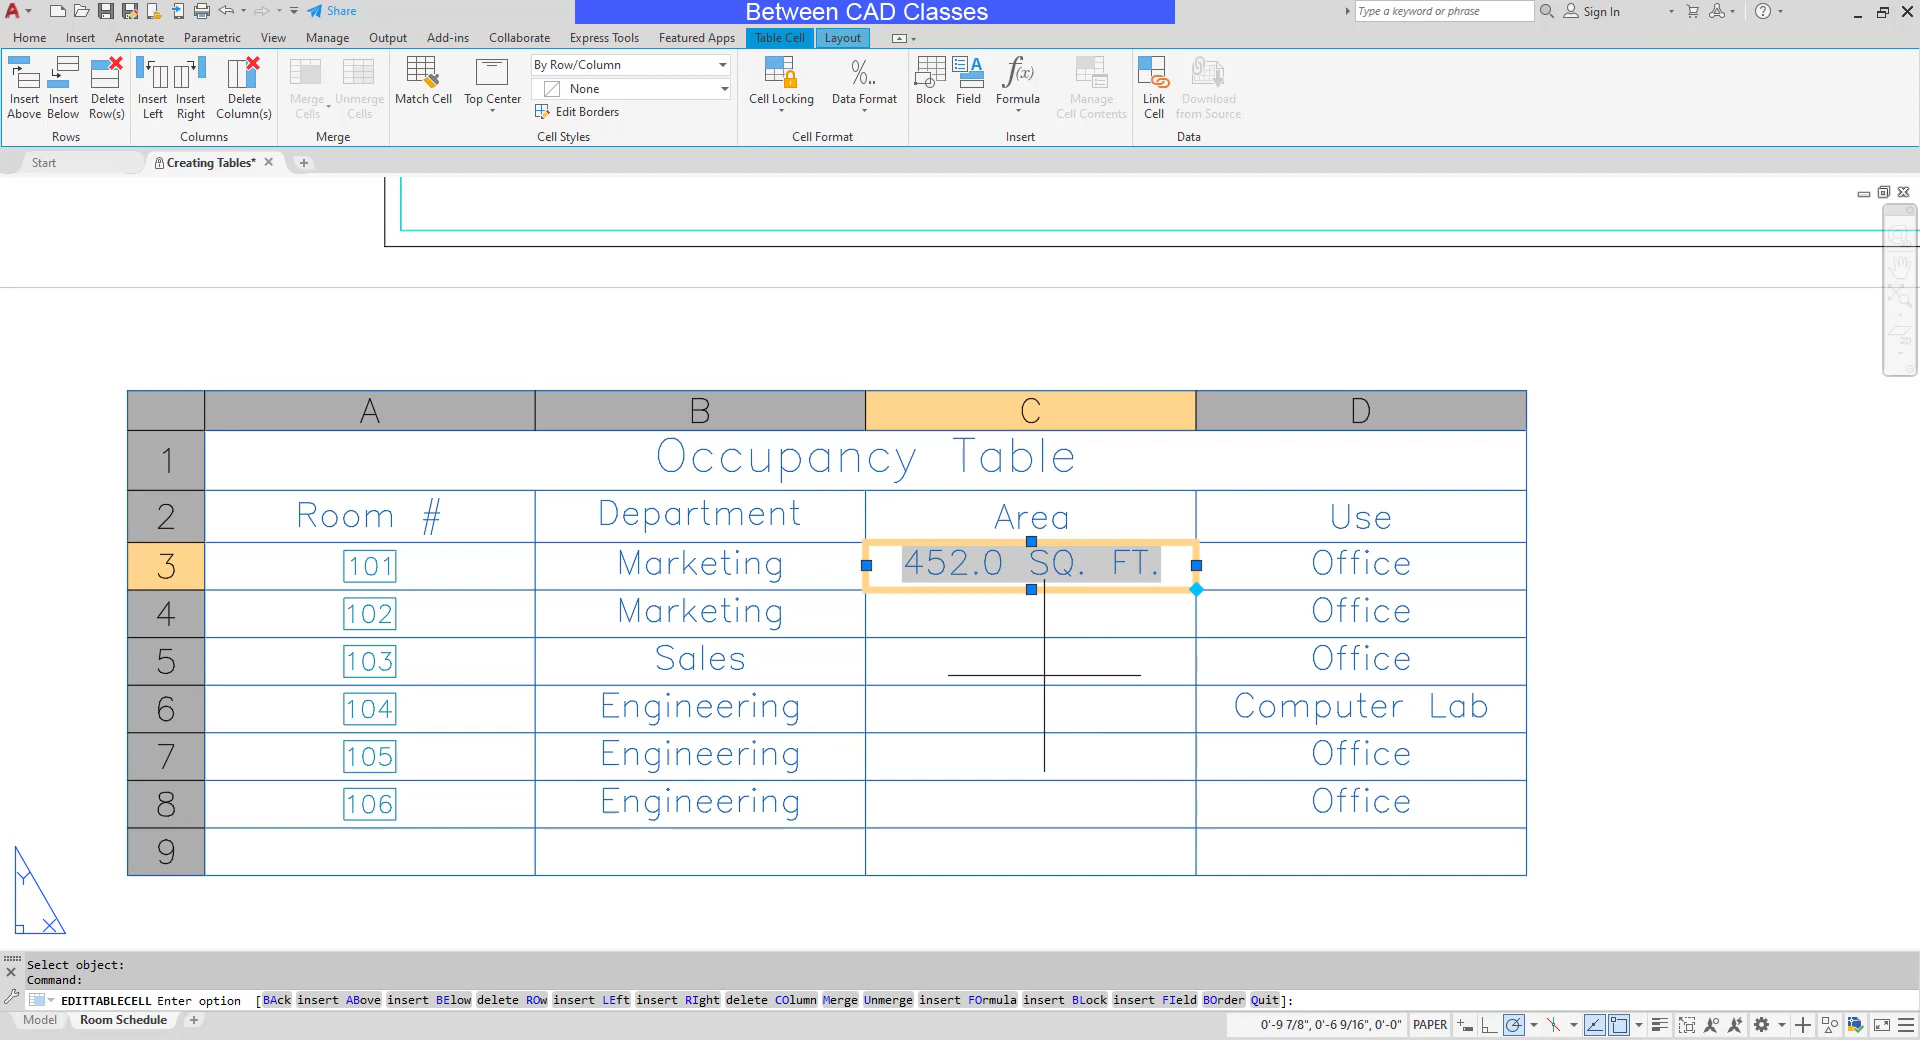 Between CAD Classes
Share
Type a keyword or phrase
Sign In
Home Insert Annotate Parametric View Manage Output Add-ins Collaborate Express Tools Featured Apps Table Cell Layout
Insert Above
Insert Below
Delete Row(s)
Rows
Insert Left
Insert Right
Delete Column(s)
Columns
Merge Cells
Unmerge Cells
Merge
Match Cell
Top Center
By Row/Column
None
Edit Borders
Cell Styles
Cell Locking
Data Format
Cell Format
Block
Field
Formula
Manage Cell Contents
Insert
Link Cell
Download from Source
Data
Start
Creating Tables*
A B C D
1 Occupancy Table
2 Room # Department Area Use
3 101 Marketing 452.0 SQ. FT. Office
4 102 Marketing Office
5 103 Sales Office
6 104 Engineering Computer Lab
7 105 Engineering Office
8 106 Engineering Office
9
Y
X
Select object:
Command:
EDITTABLECELL Enter option [BAck insert ABove insert BElow delete ROw insert LEft insert RIght delete COlumn Merge Unmerge insert FOrmula insert BLock insert FIeld BOrder Quit]:
Model Room Schedule
0'-9 7/8", 0'-6 9/16", 0'-0" PAPER